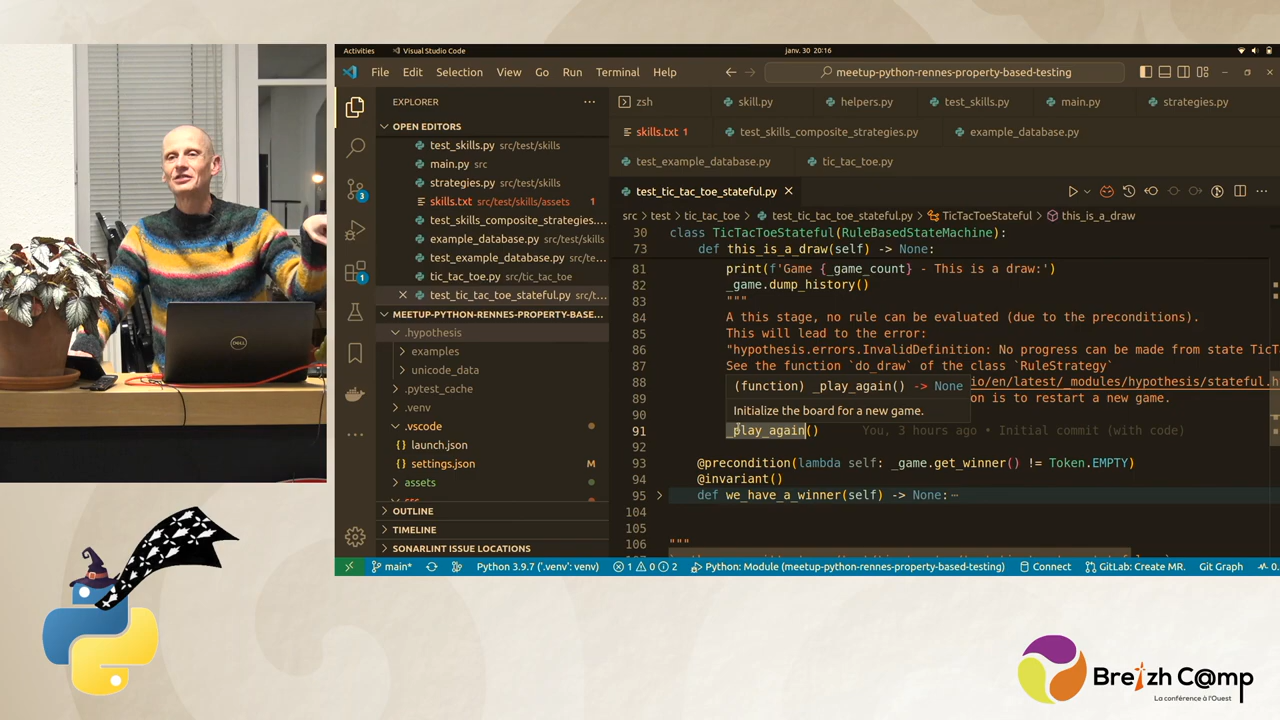 Activities
Visual Studio Code
janv. 30 20:16
File Edit Selection View Go Run Terminal Help
meetup-python-rennes-property-based-testing
EXPLORER
OPEN EDITORS
test_skills.py src/test/skills
main.py src
strategies.py src/test/skills
skills.txt src/test/skills/assets 1
test_skills_composite_strategies....
example_database.py src/test/skills
test_example_database.py src/te...
tic_tac_toe.py src/tic_tac_toe
test_tic_tac_toe_stateful.py src/t...
MEETUP-PYTHON-RENNES-PROPERTY-BASE...
.hypothesis
examples
unicode_data
.pytest_cache
.venv
.vscode
launch.json
settings.json M
assets
OUTLINE
TIMELINE
SONARLINT ISSUE LOCATIONS
3
1
zsh skill.py helpers.py test_skills.py main.py strategies.py
skills.txt 1 test_skills_composite_strategies.py example_database.py
test_example_database.py tic_tac_toe.py
test_tic_tac_toe_stateful.py
src > test > tic_tac_toe > test_tic_tac_toe_stateful.py > TicTacToeStateful > this_is_a_draw
30 class TicTacToeStateful(RuleBasedStateMachine):
73 def this_is_a_draw(self) -> None:
81 print(f'Game {_game_count} - This is a draw:')
82 _game.dump_history()
83 """
84 A this stage, no rule can be evaluated (due to the preconditions).
85 This will lead to the error:
86 "hypothesis.errors.InvalidDefinition: No progress can be made from state TicT
87 See the function `do_draw` of the class `RuleStrategy`
88 io/en/latest/_modules/hypothesis/stateful.h
89 on is to restart a new game.
90
(function) _play_again() -> None
Initialize the board for a new game.
91 _play_again() You, 3 hours ago • Initial commit (with code)
92
93 @precondition(lambda self: _game.get_winner() != Token.EMPTY)
94 @invariant()
95 def we_have_a_winner(self) -> None: ⋯
104
105
106 """
main* Python 3.9.7 ('.venv': venv) 1 0 2 Python: Module (meetup-python-rennes-property-based-testing) Connect GitLab: Create MR. Git Graph 0.
DELL
Breizh C@mp
La conférence à l'Ouest